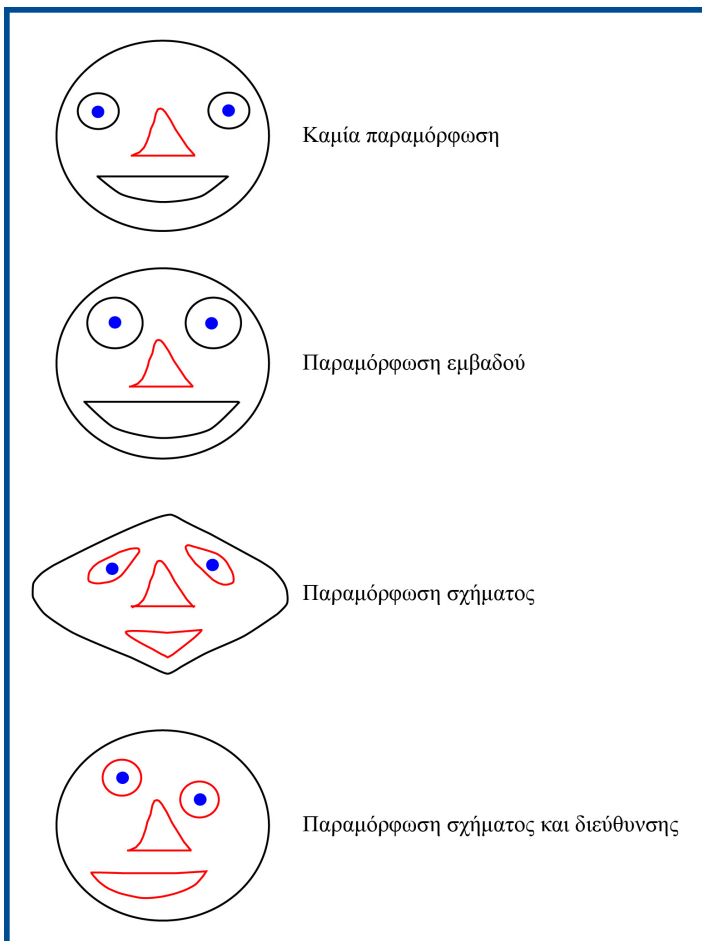 Καμία παραμόρφωση
Παραμόρφωση εμβαδού
Παραμόρφωση σχήματος
Παραμόρφωση σχήματος και διεύθυνσης